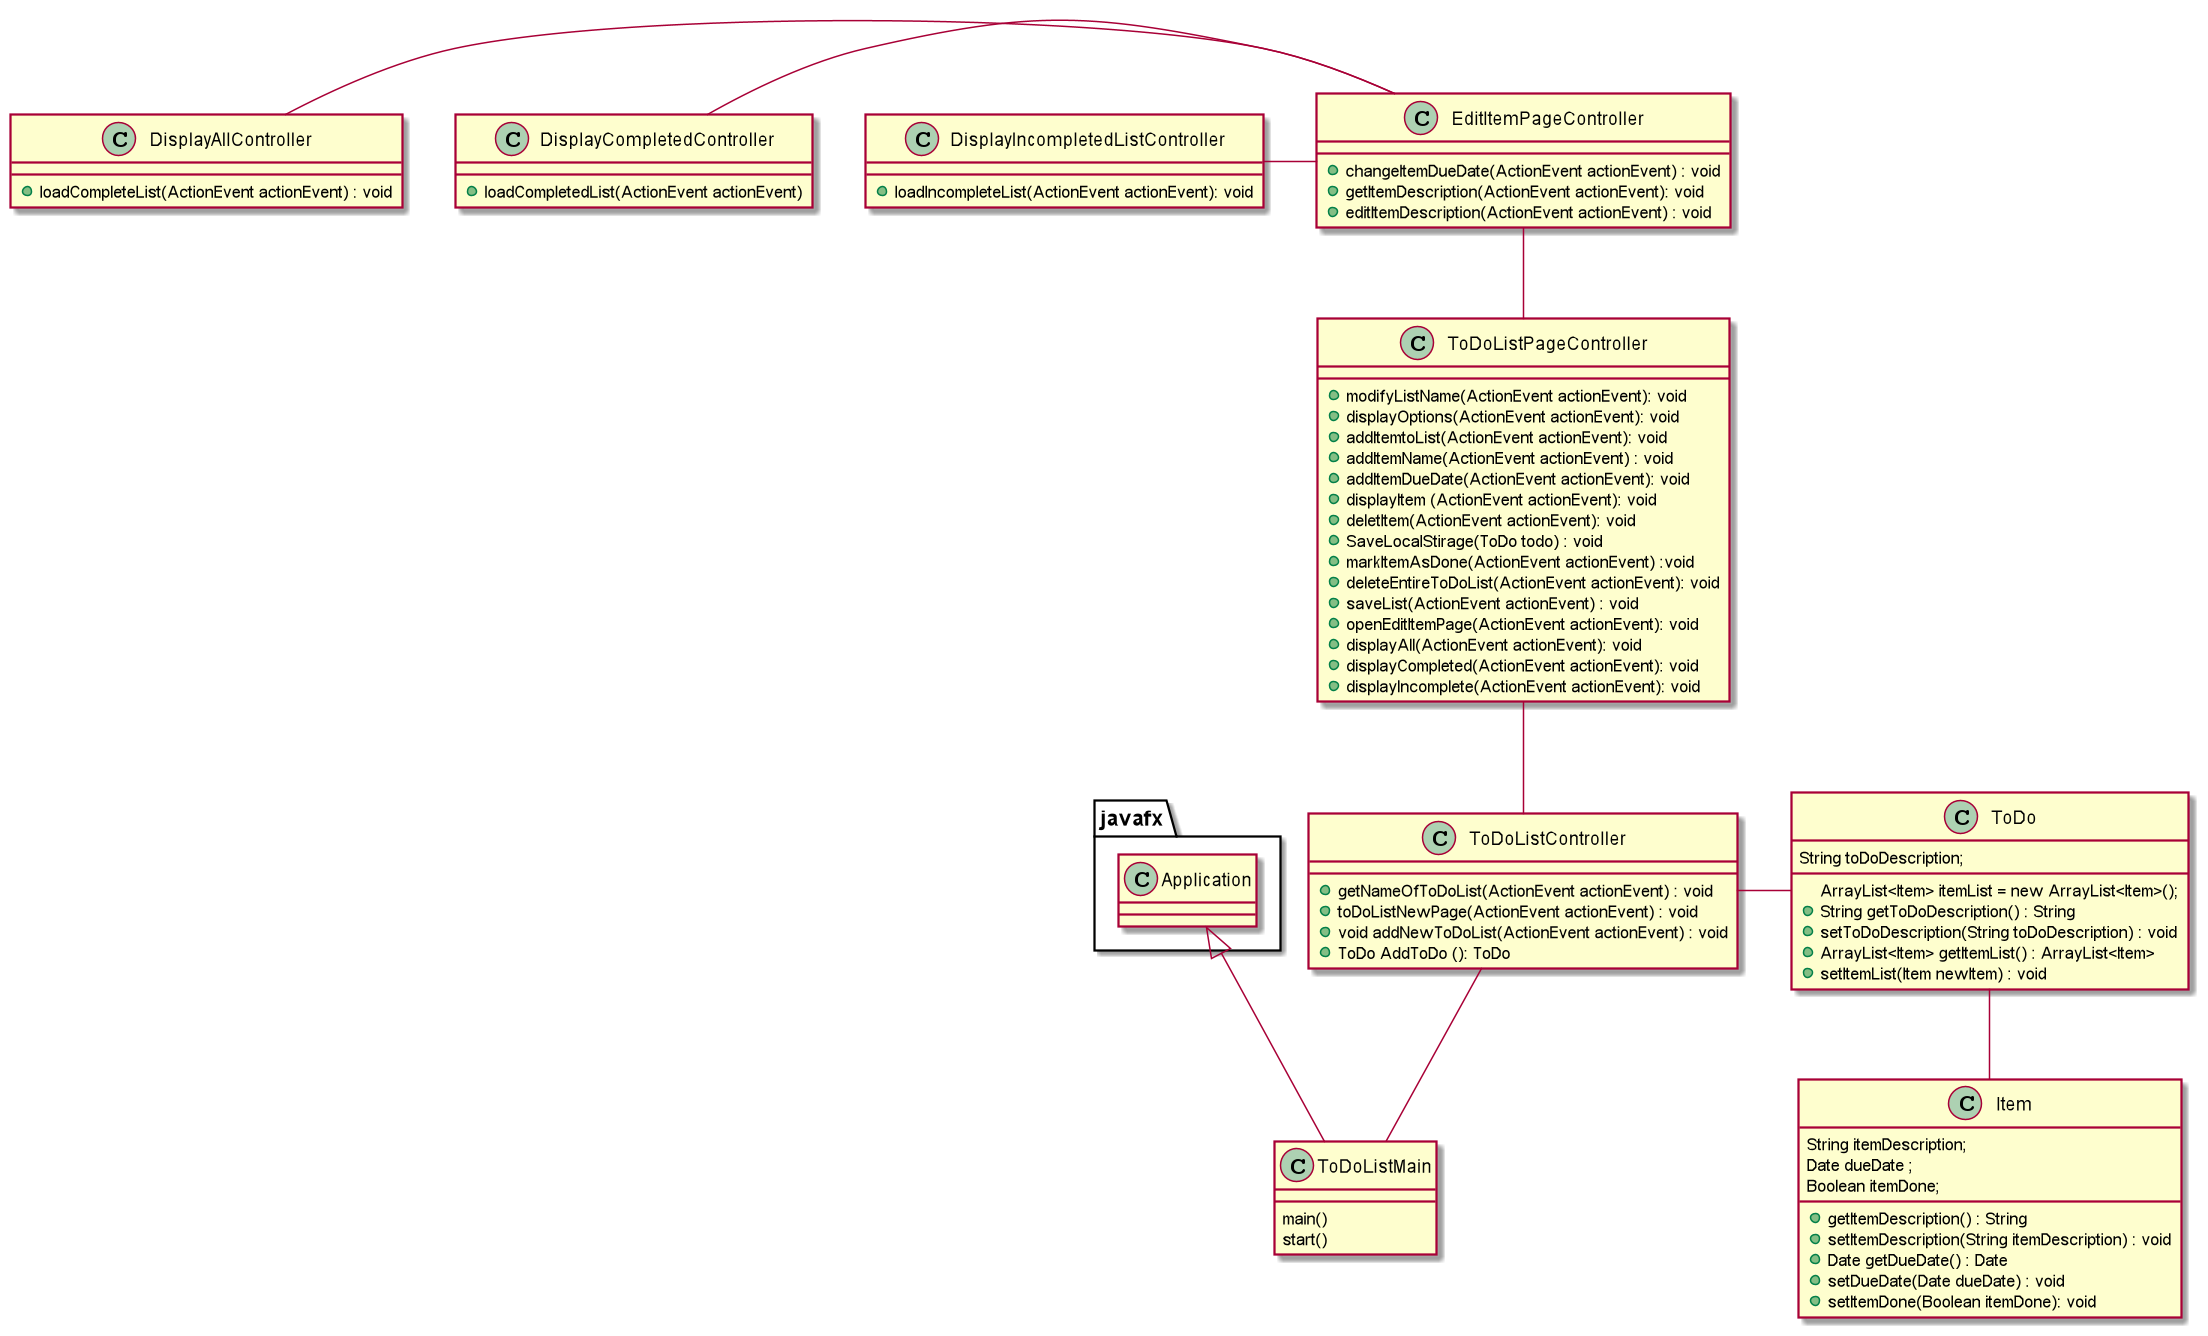 C DisplayAllController
loadCompleteList(ActionEvent actionEvent) : void
C DisplayCompletedController
loadCompletedList(ActionEvent actionEvent)
C DisplayIncompletedListController
loadIncompleteList(ActionEvent actionEvent): void
C EditItemPageController
changeItemDueDate(ActionEvent actionEvent) : void
getItemDescription(ActionEvent actionEvent): void
editItemDescription(ActionEvent actionEvent) : void
C ToDoListPageController
modifyListName(ActionEvent actionEvent): void
displayOptions(ActionEvent actionEvent): void
addItemtoList(ActionEvent actionEvent): void
addItemName(ActionEvent actionEvent) : void
addItemDueDate(ActionEvent actionEvent): void
displayItem (ActionEvent actionEvent): void
deletItem(ActionEvent actionEvent): void
SaveLocalStirage(ToDo todo) : void
markItemAsDone(ActionEvent actionEvent) :void
deleteEntireToDoList(ActionEvent actionEvent): void
saveList(ActionEvent actionEvent) : void
openEditItemPage(ActionEvent actionEvent): void
displayAll(ActionEvent actionEvent): void
displayCompleted(ActionEvent actionEvent): void
displayIncomplete(ActionEvent actionEvent): void
javafx
C Application
C ToDoListController
getNameOfToDoList(ActionEvent actionEvent) : void
toDoListNewPage(ActionEvent actionEvent) : void
void addNewToDoList(ActionEvent actionEvent) : void
ToDo AddToDo (): ToDo
C ToDo
String toDoDescription;
ArrayList<Item> itemList = new ArrayList<Item>();
String getToDoDescription() : String
setToDoDescription(String toDoDescription) : void
ArrayList<Item> getItemList() : ArrayList<Item>
setItemList(Item newItem) : void
C ToDoListMain
main()
start()
C Item
String itemDescription;
Date dueDate ;
Boolean itemDone;
getItemDescription() : String
setItemDescription(String itemDescription) : void
Date getDueDate() : Date
setDueDate(Date dueDate) : void
setItemDone(Boolean itemDone): void